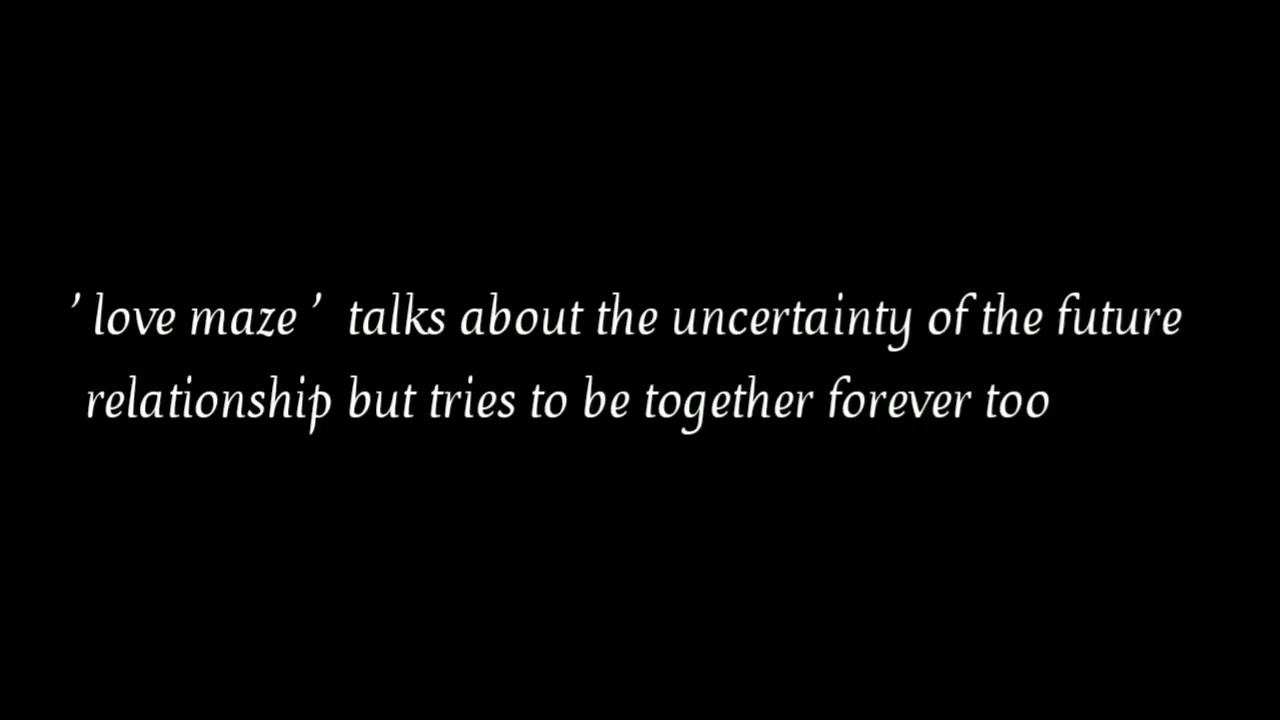 ’ love maze ’ talks about the uncertainty of the future
relationship but tries to be together forever too